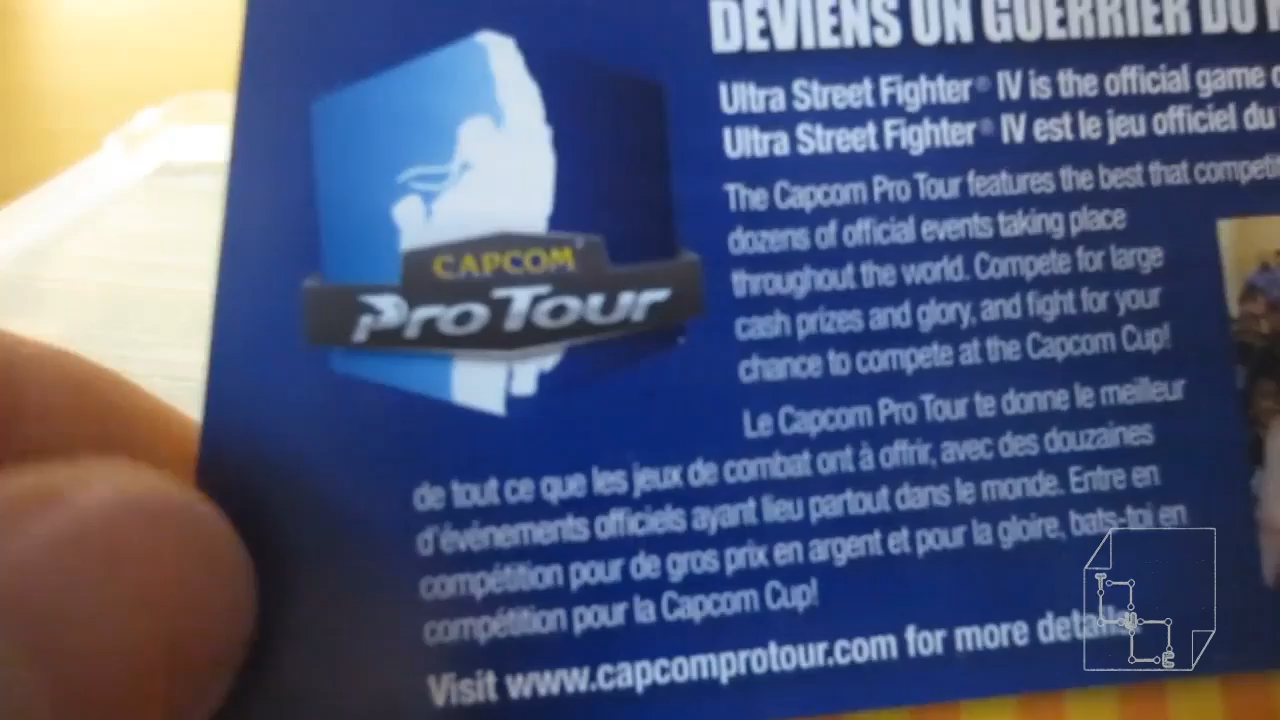 DEVIENS UN GUERRIER DU
Ultra Street Fighter® IV is the official game
Ultra Street Fighter® IV est le jeu officiel du
The Capcom Pro Tour features the best that
dozens of official events taking place
throughout the world. Compete for large
cash prizes and glory, and fight for your
chance to compete at the Capcom Cup!
CAPCOM
Pro Tour
Le Capcom Pro Tour te donne le meilleur
de tout ce que les jeux de combat ont à offrir, avec des douzaines
d'événements officiels ayant lieu partout dans le monde. Entre en
compétition pour de gros prix en argent et pour la gloire, bats-toi en
compétition pour la Capcom Cup!
Visit www.capcomprotour.com for more details.